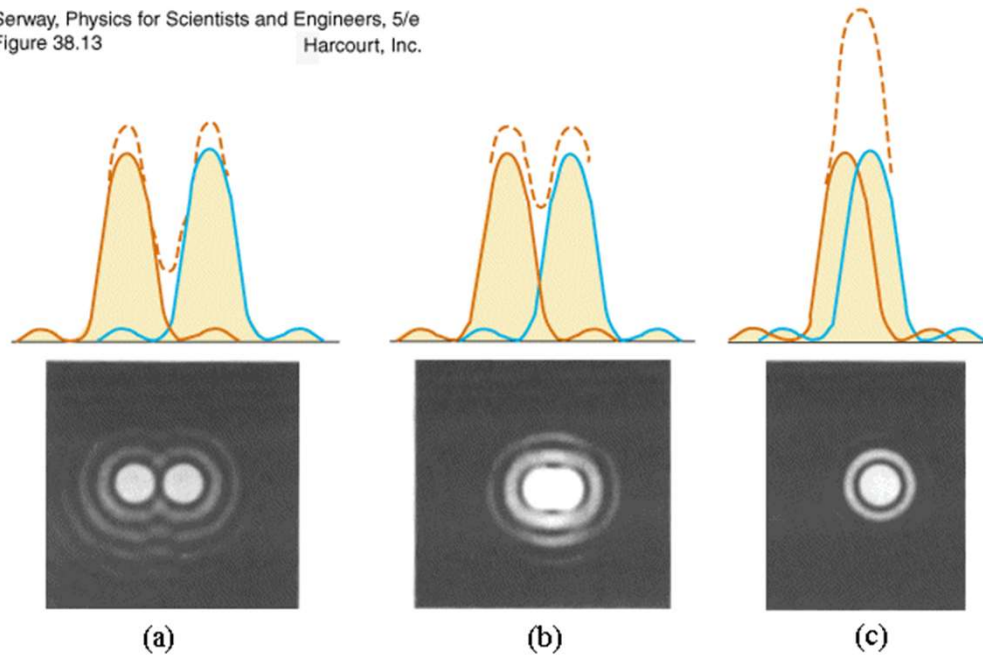 Serway, Physics for Scientists and Engineers, 5/e
Figure 38.13 Harcourt, Inc.
(a) (b) (c)